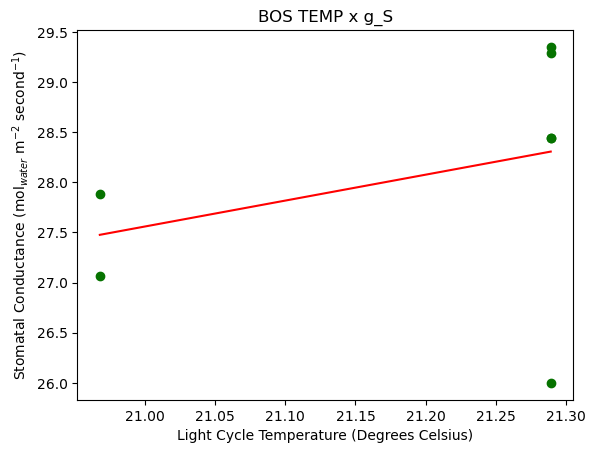 BOS TEMP x g_S
29.5
29.0
28.5
28.0
27.5
27.0
26.5
26.0
Stomatal Conductance (mol_{water} m^{-2} second^{-1})
21.00 21.05 21.10 21.15 21.20 21.25 21.30
Light Cycle Temperature (Degrees Celsius)